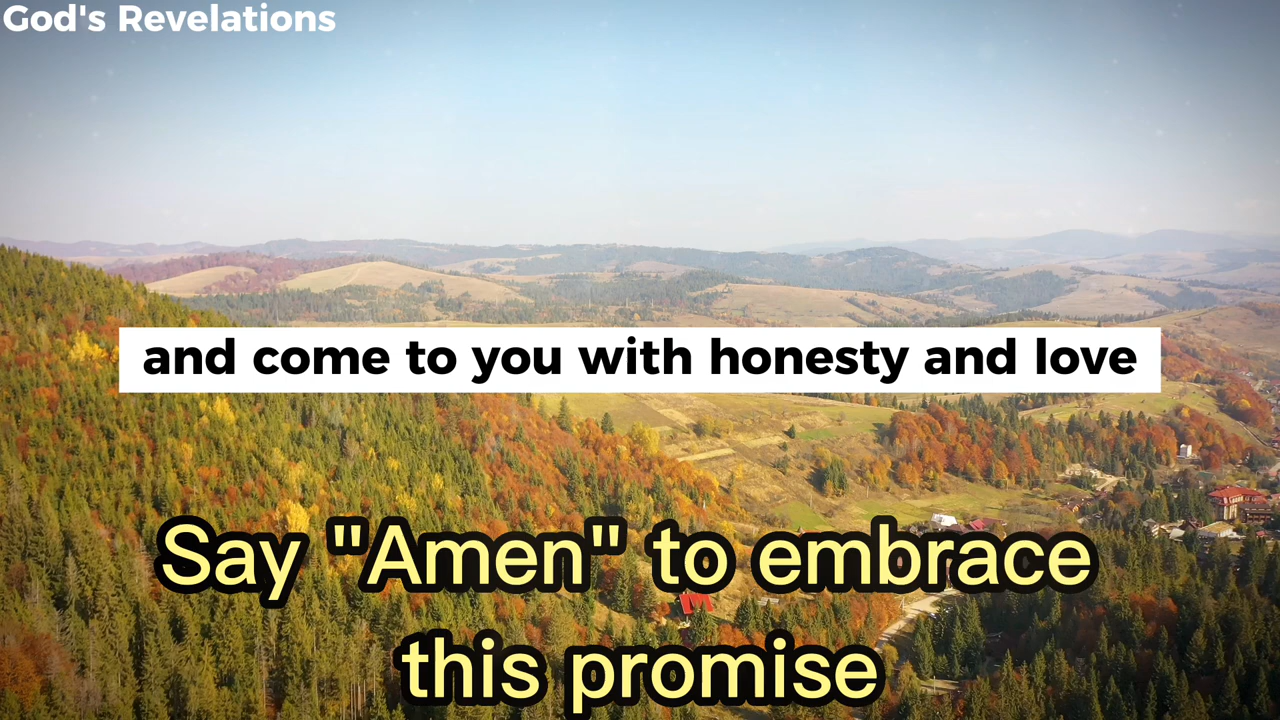 God's Revelations
and come to you with honesty and love
Say "Amen" to embrace
this promise